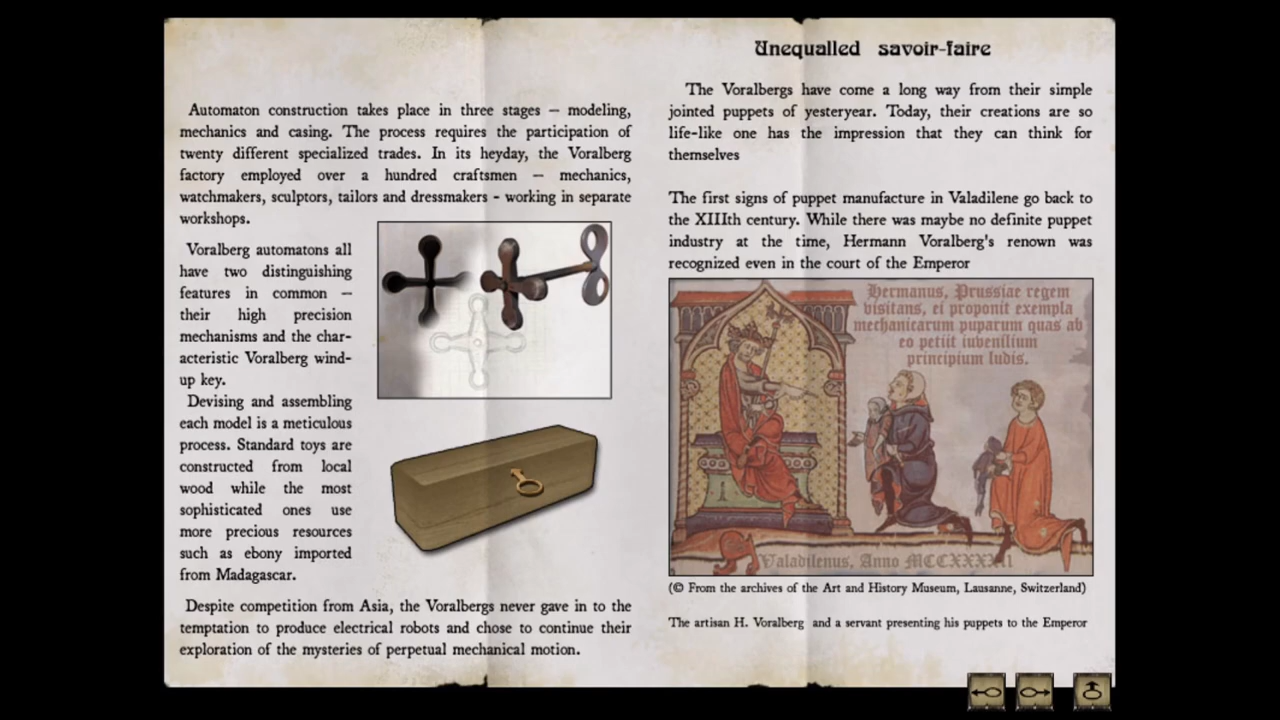 Automaton construction takes place in three stages – modeling,
mechanics and casing. The process requires the participation of
twenty different specialized trades. In its heyday, the Voralberg
factory employed over a hundred craftsmen – mechanics,
watchmakers, sculptors, tailors and dressmakers - working in separate
workshops.
Voralberg automatons all
have two distinguishing
features in common –
their high precision
mechanisms and the char-
acteristic Voralberg wind-
up key.
Devising and assembling
each model is a meticulous
process. Standard toys are
constructed from local
wood while the most
sophisticated ones use
more precious resources
such as ebony imported
from Madagascar.
Despite competition from Asia, the Voralbergs never gave in to the
temptation to produce electrical robots and chose to continue their
exploration of the mysteries of perpetual mechanical motion.
Unequalled savoir-faire
The Voralbergs have come a long way from their simple
jointed puppets of yesteryear. Today, their creations are so
life-like one has the impression that they can think for
themselves
The first signs of puppet manufacture in Valadilene go back to
the XIIIth century. While there was maybe no definite puppet
industry at the time, Hermann Voralberg's renown was
recognized even in the court of the Emperor
Hermanus, Prussiae regem
visitans, ei proponit exempla
mechanicarum puparum quas ab
eo petiit iuvenilium
principium ludis.
Valadilenus, Anno
(© From the archives of the Art and History Museum, Lausanne, Switzerland)
The artisan H. Voralberg and a servant presenting his puppets to the Emperor